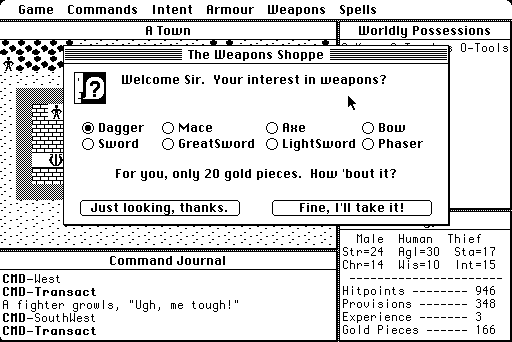 Game Commands Intent Armour Weapons Spells
A Town
Worldly Possessions
O-Tools
The Weapons Shoppe
Welcome Sir. Your interest in weapons?
Dagger Mace Axe Bow
Sword GreatSword LightSword Phaser
For you, only 20 gold pieces. How 'bout it?
Just looking, thanks. Fine, I'll take it!
Command Journal
CMD-West
CMD-Transact
A fighter growls, "Ugh, me tough!"
CMD-SouthWest
CMD-Transact
Male Human Thief
Str=24 Agl=30 Sta=17
Chr=14 Wis=10 Int=15
Hitpoints ------ 946
Provisions ----- 348
Experience ----- 3
Gold Pieces ---- 166